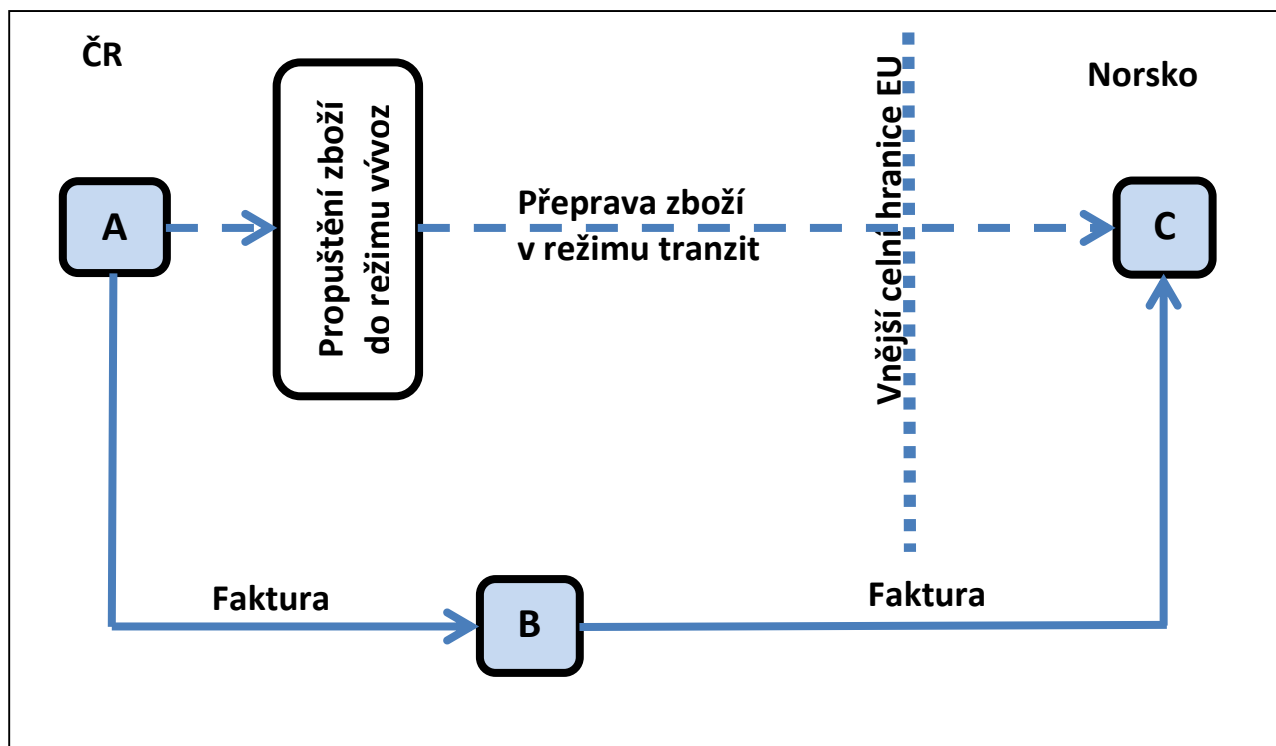 ČR
Propuštění zboží
do režimu vývoz
Vnější celní hranice EU
Norsko
A
Přeprava zboží
v režimu tranzit
C
Faktura
B
Faktura